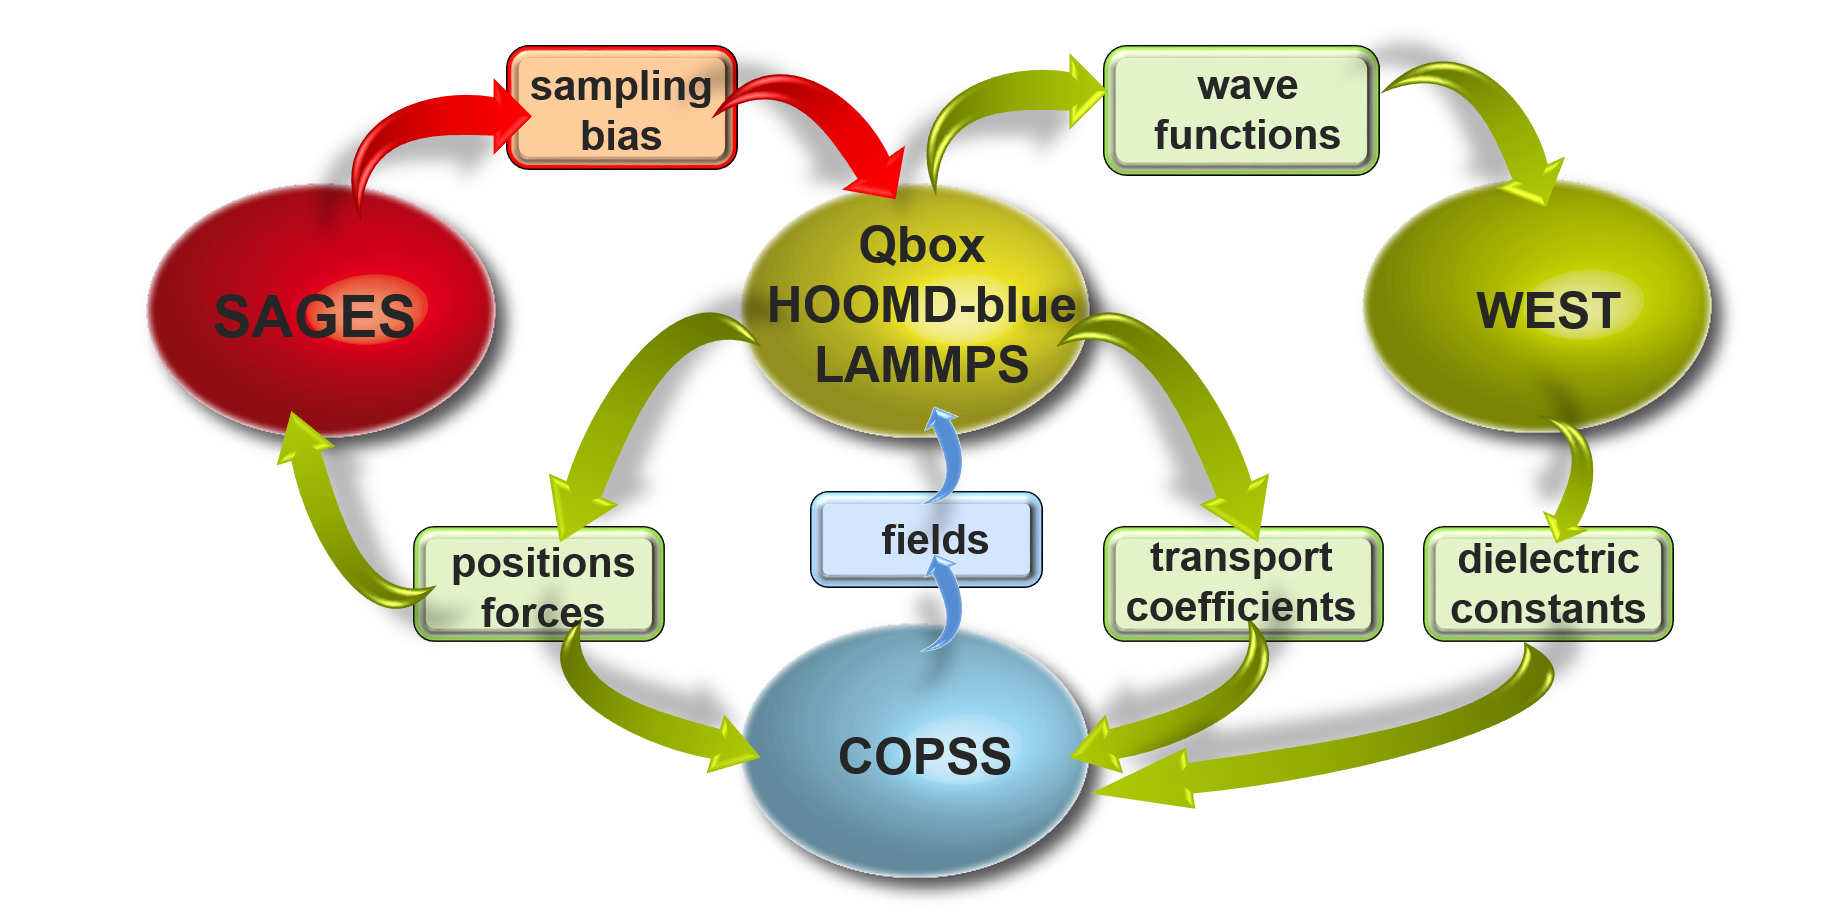 sampling
bias
wave
functions
SAGES
Qbox
HOOMD-blue
LAMMPS
WEST
positions
forces
fields
transport
coefficients
dielectric
constants
COPSS